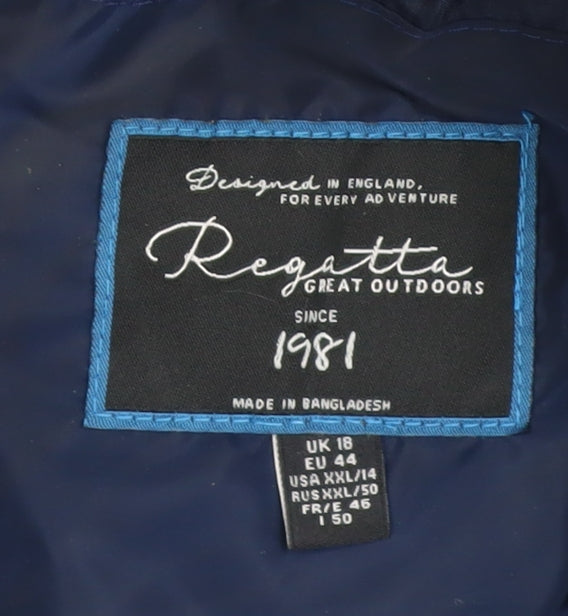 Designed IN ENGLAND,
FOR EVERY ADVENTURE
Regatta
GREAT OUTDOORS
SINCE
1981
MADE IN BANGLADESH
UK 18
EU 44
USA XXL/14
RUS XXL/50
FR/E 46
I 50